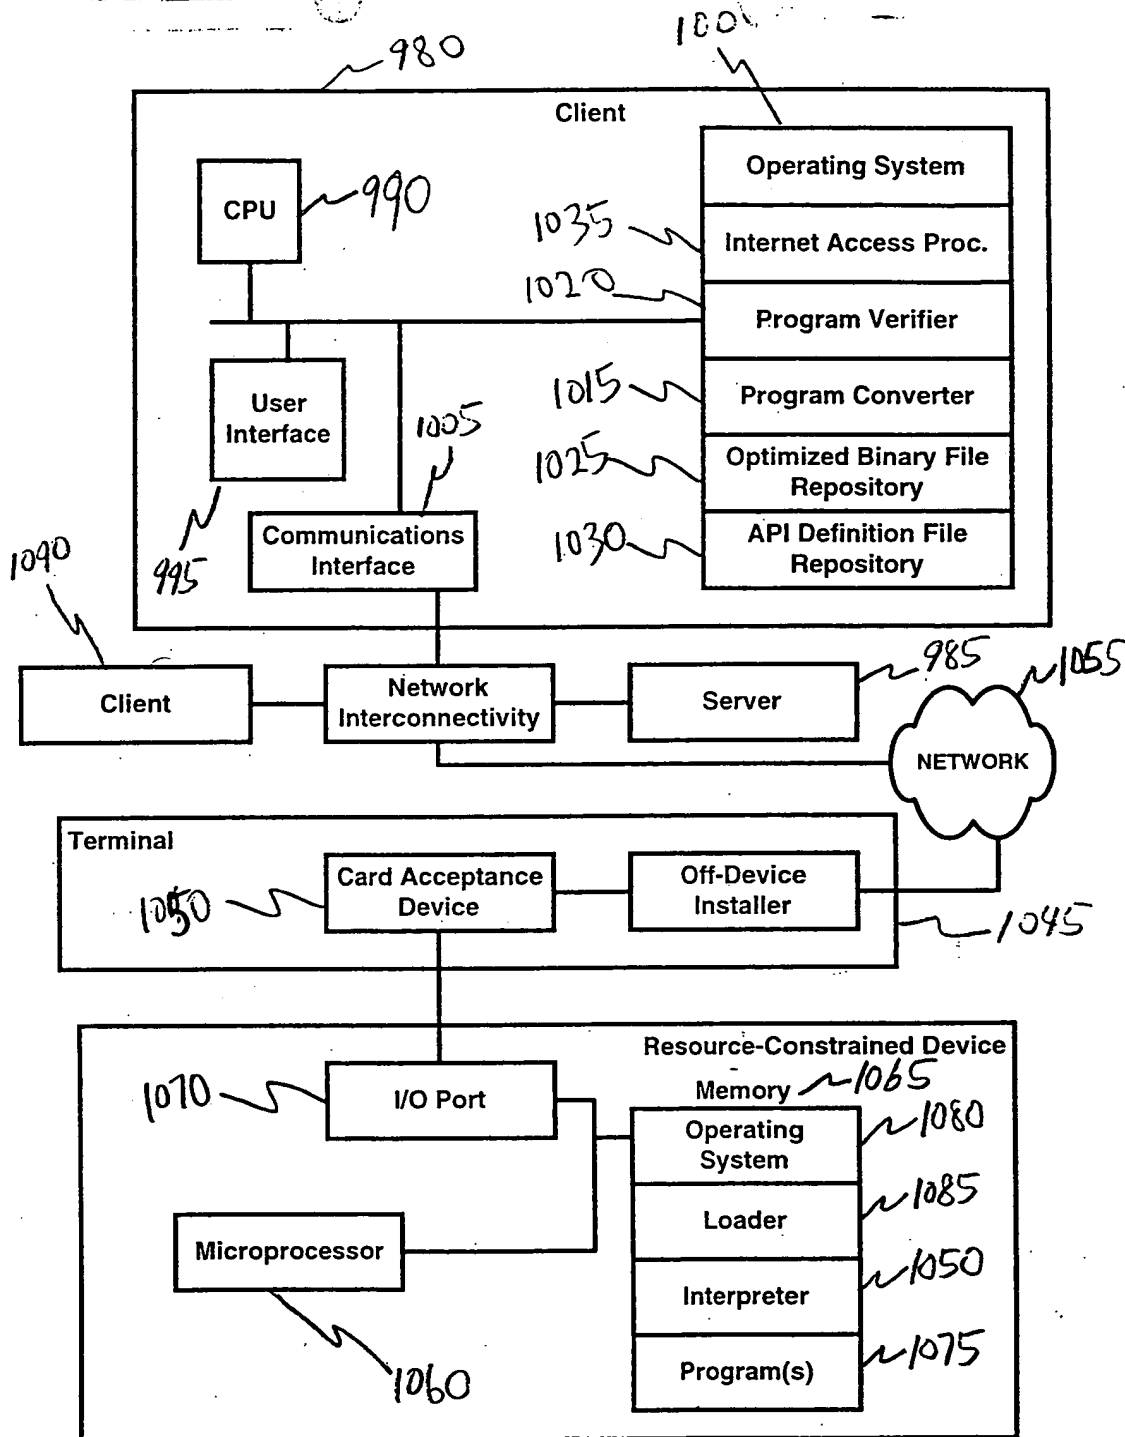 980
100
Client
Operating System
CPU
990
1035
Internet Access Proc.
1020
Program Verifier
1015
Program Converter
User
Interface
1005
1025
Optimized Binary File
Repository
Communications
Interface
1030
API Definition File
Repository
995
1090
Client
Network
Interconnectivity
Server
985
1055
NETWORK
Terminal
Card Acceptance
Device
Off-Device
Installer
1050
1045
Resource-Constrained Device
1070
I/O Port
Memory
1065
Operating
System
1080
Loader
1085
Microprocessor
Interpreter
1050
1060
Program(s)
1075